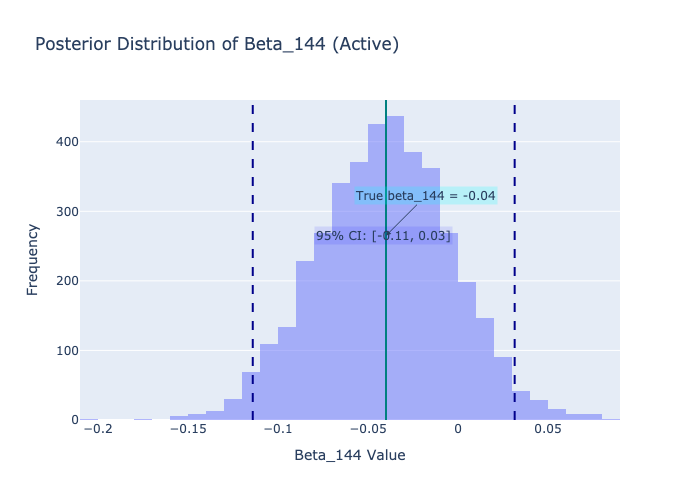 Posterior Distribution of Beta_144 (Active)
400
True beta_144 = -0.04
300
95% CI: [-0.11, 0.03]
Frequency
200
100
0
−0.2 −0.15 −0.1 −0.05 0 0.05
Beta_144 Value